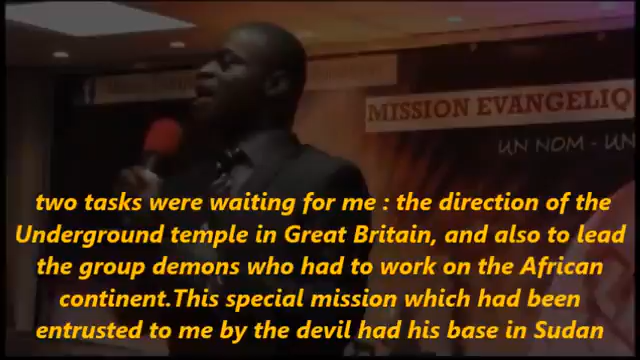 MISSION EVANGELIQ
UN NOM - UN
two tasks were waiting for me : the direction of the
Underground temple in Great Britain, and also to lead
the group demons who had to work on the African
continent.This special mission which had been
entrusted to me by the devil had his base in Sudan